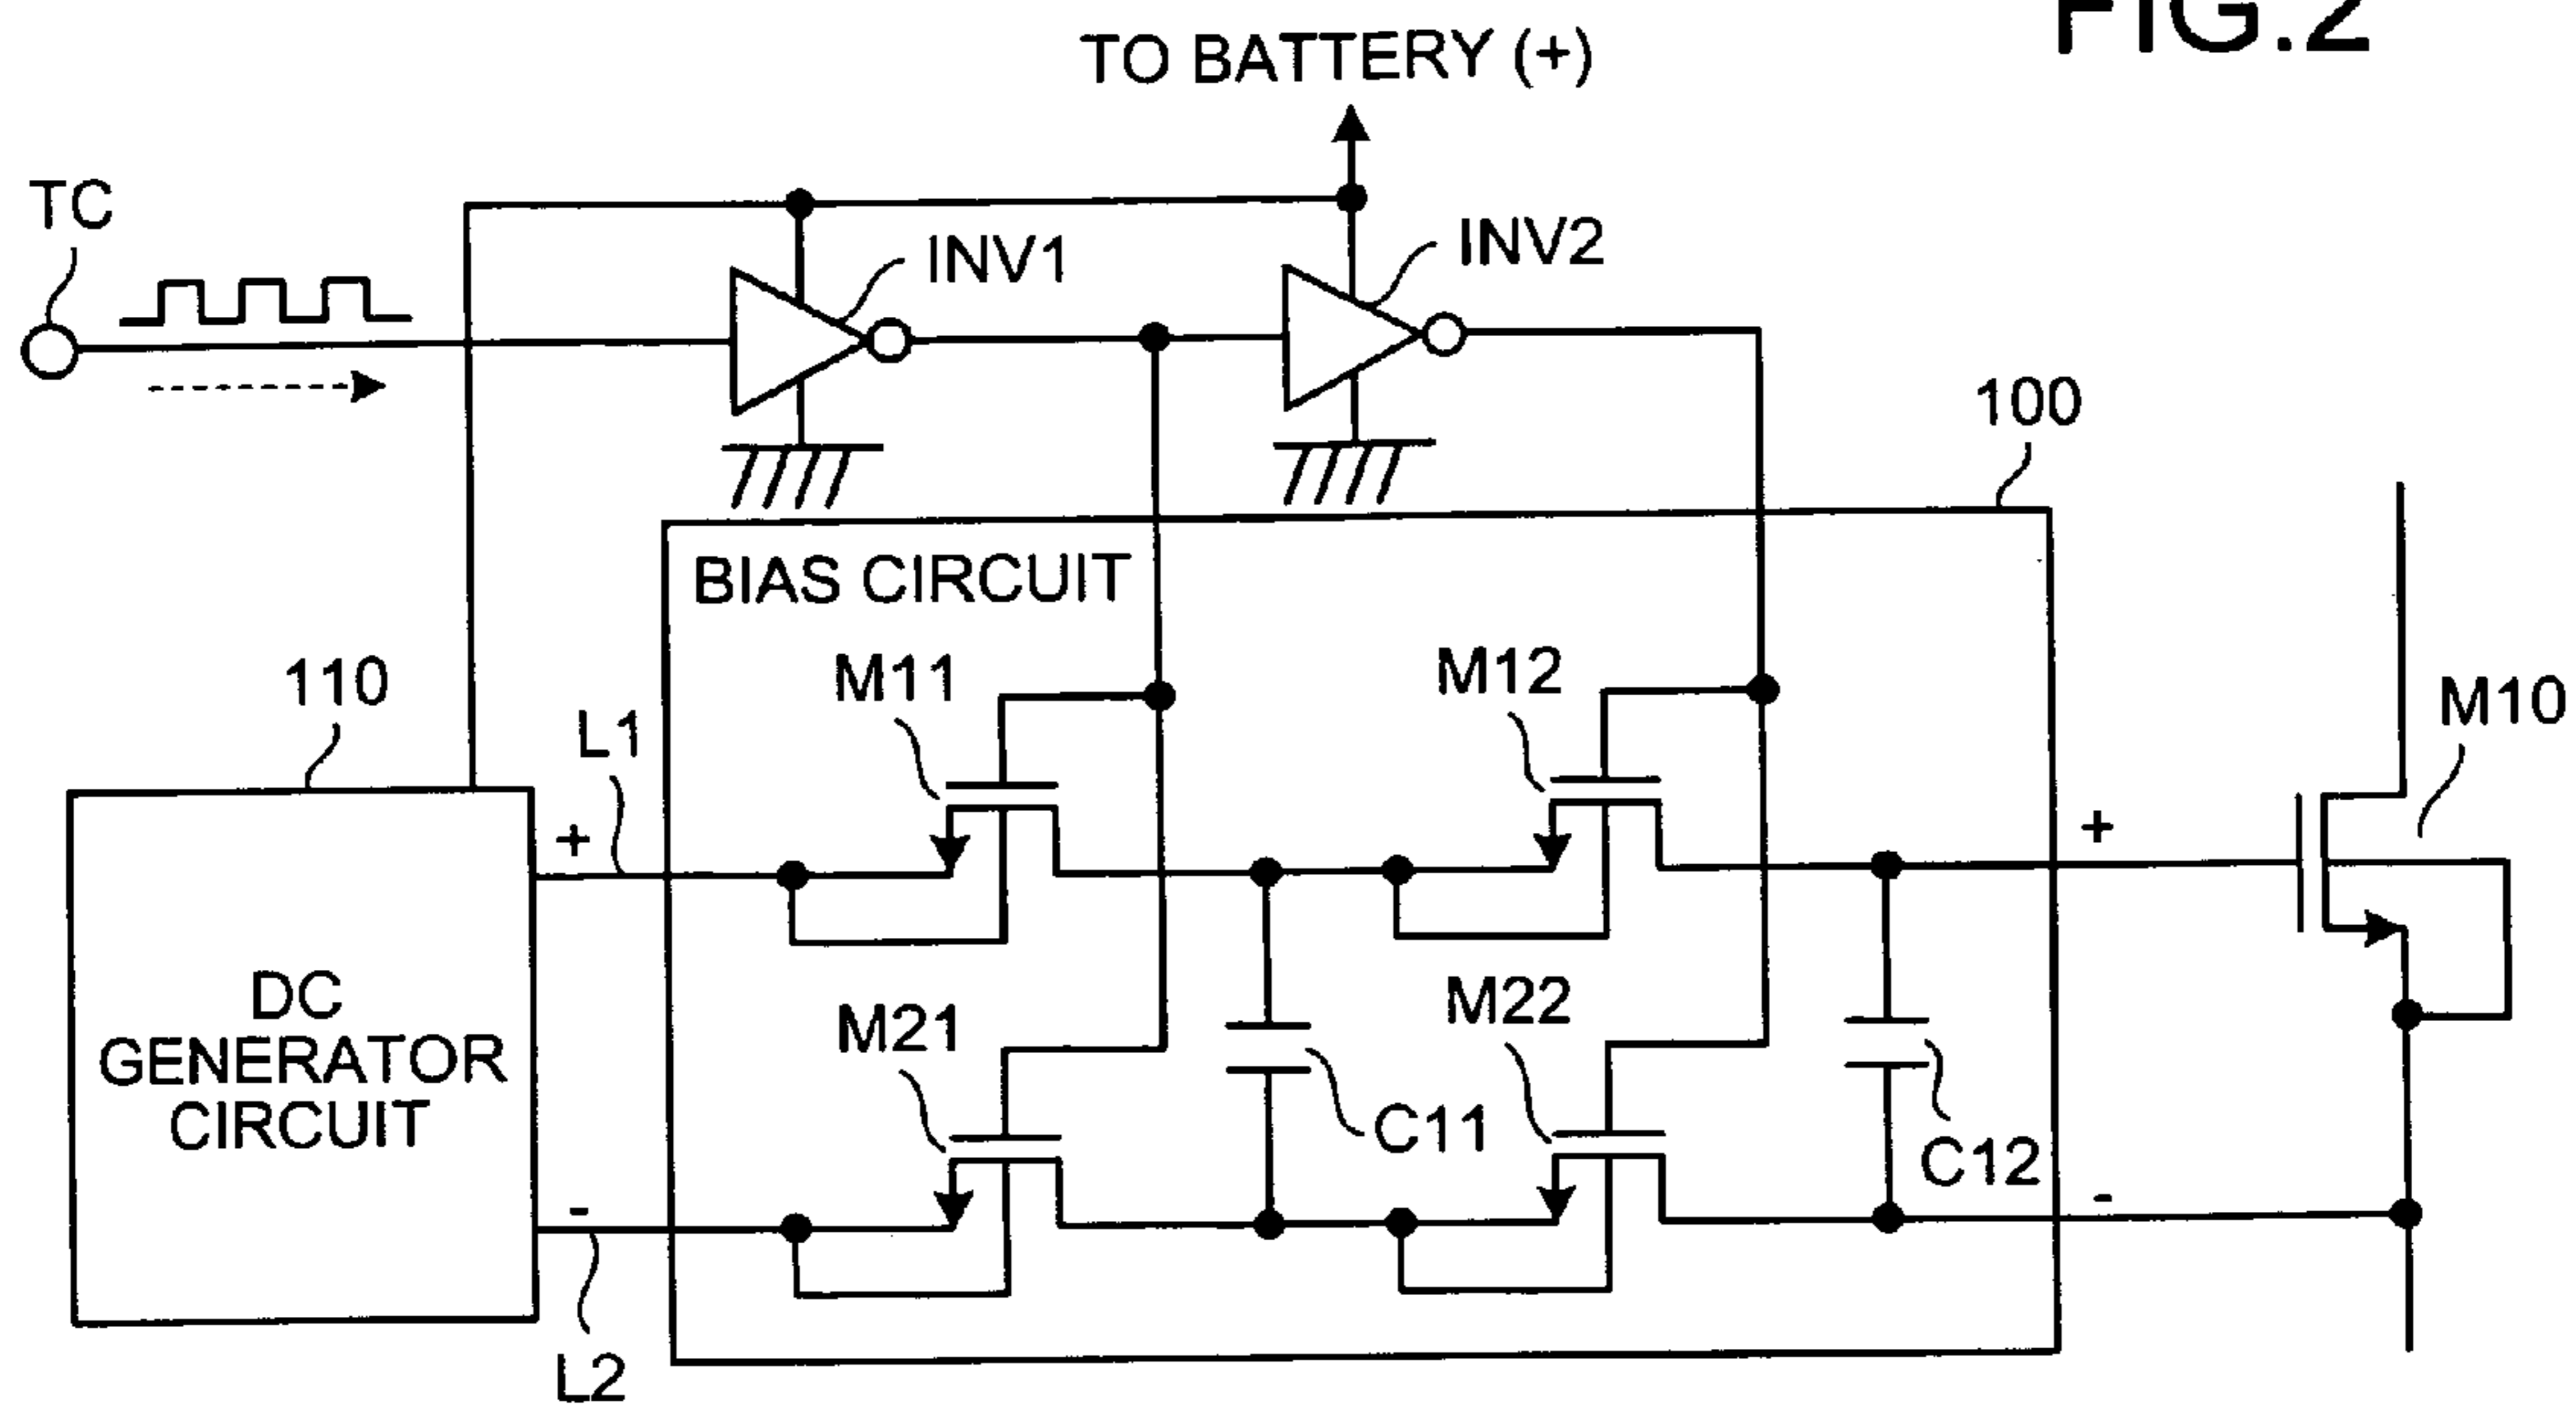 FIG.2
TO BATTERY (+)
TC
INV1
INV2
100
BIAS CIRCUIT
110
L1
M11
M12
M10
+
+
DC
GENERATOR
CIRCUIT
M21
M22
C11
C12
-
-
L2